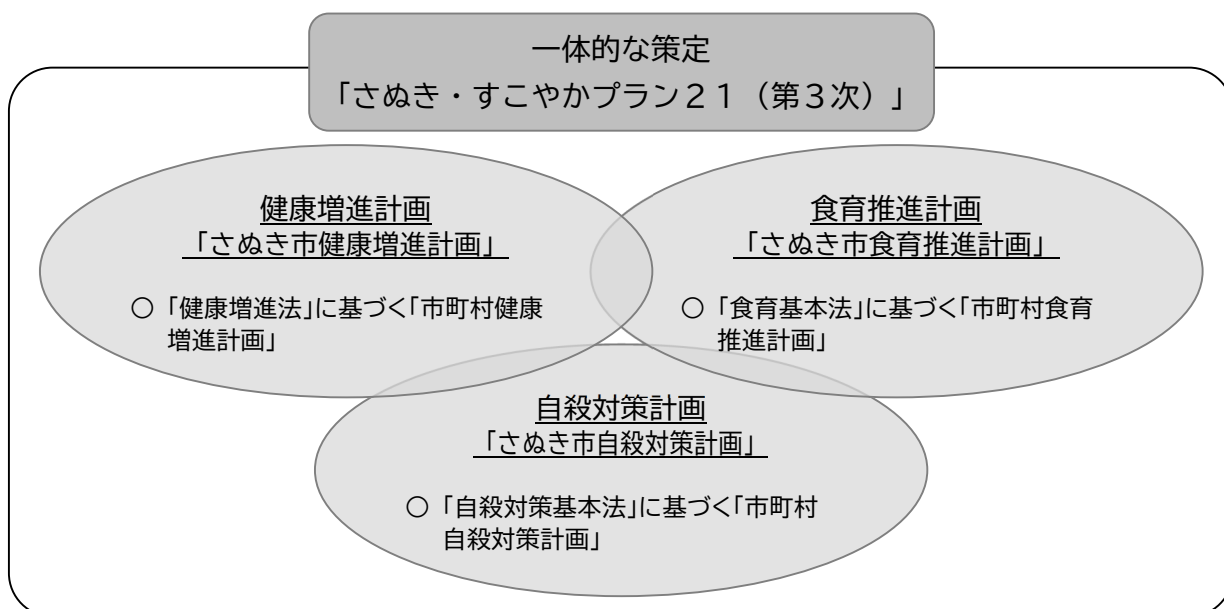 一体的な策定
「さぬき・すこやかプラン２１（第３次）」
健康増進計画
「さぬき市健康増進計画」
○「健康増進法」に基づく「市町村健康
増進計画」
食育推進計画
「さぬき市食育推進計画」
○「食育基本法」に基づく「市町村食育
推進計画」
自殺対策計画
「さぬき市自殺対策計画」
○「自殺対策基本法」に基づく「市町村
自殺対策計画」